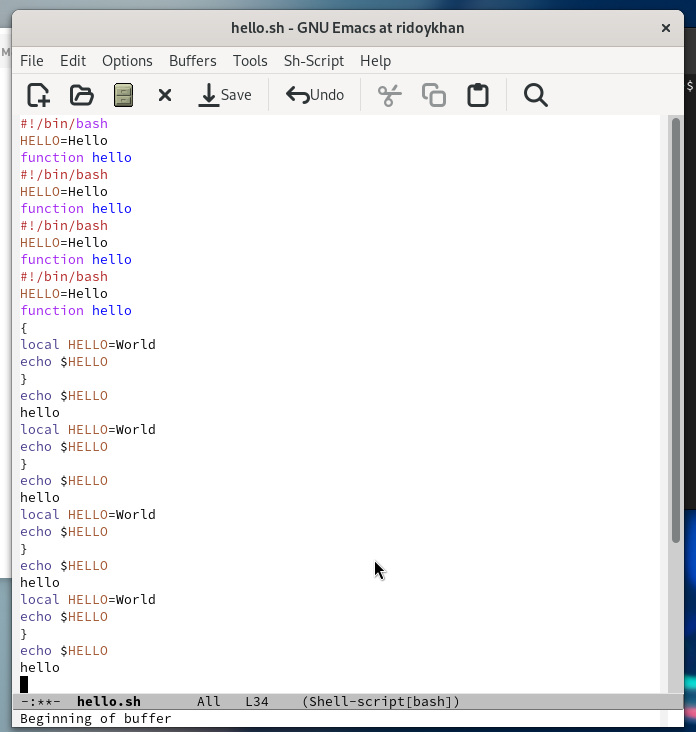 M
hello.sh - GNU Emacs at ridoykhan
$
File Edit Options Buffers Tools Sh-Script Help
Save Undo
#!/bin/bash
HELLO=Hello
function hello
#!/bin/bash
HELLO=Hello
function hello
#!/bin/bash
HELLO=Hello
function hello
#!/bin/bash
HELLO=Hello
function hello
{
local HELLO=World
echo $HELLO
}
echo $HELLO
hello
local HELLO=World
echo $HELLO
}
echo $HELLO
hello
local HELLO=World
echo $HELLO
}
echo $HELLO
hello
local HELLO=World
echo $HELLO
}
echo $HELLO
hello
-:**- hello.sh All L34 (Shell-script[bash])
Beginning of buffer